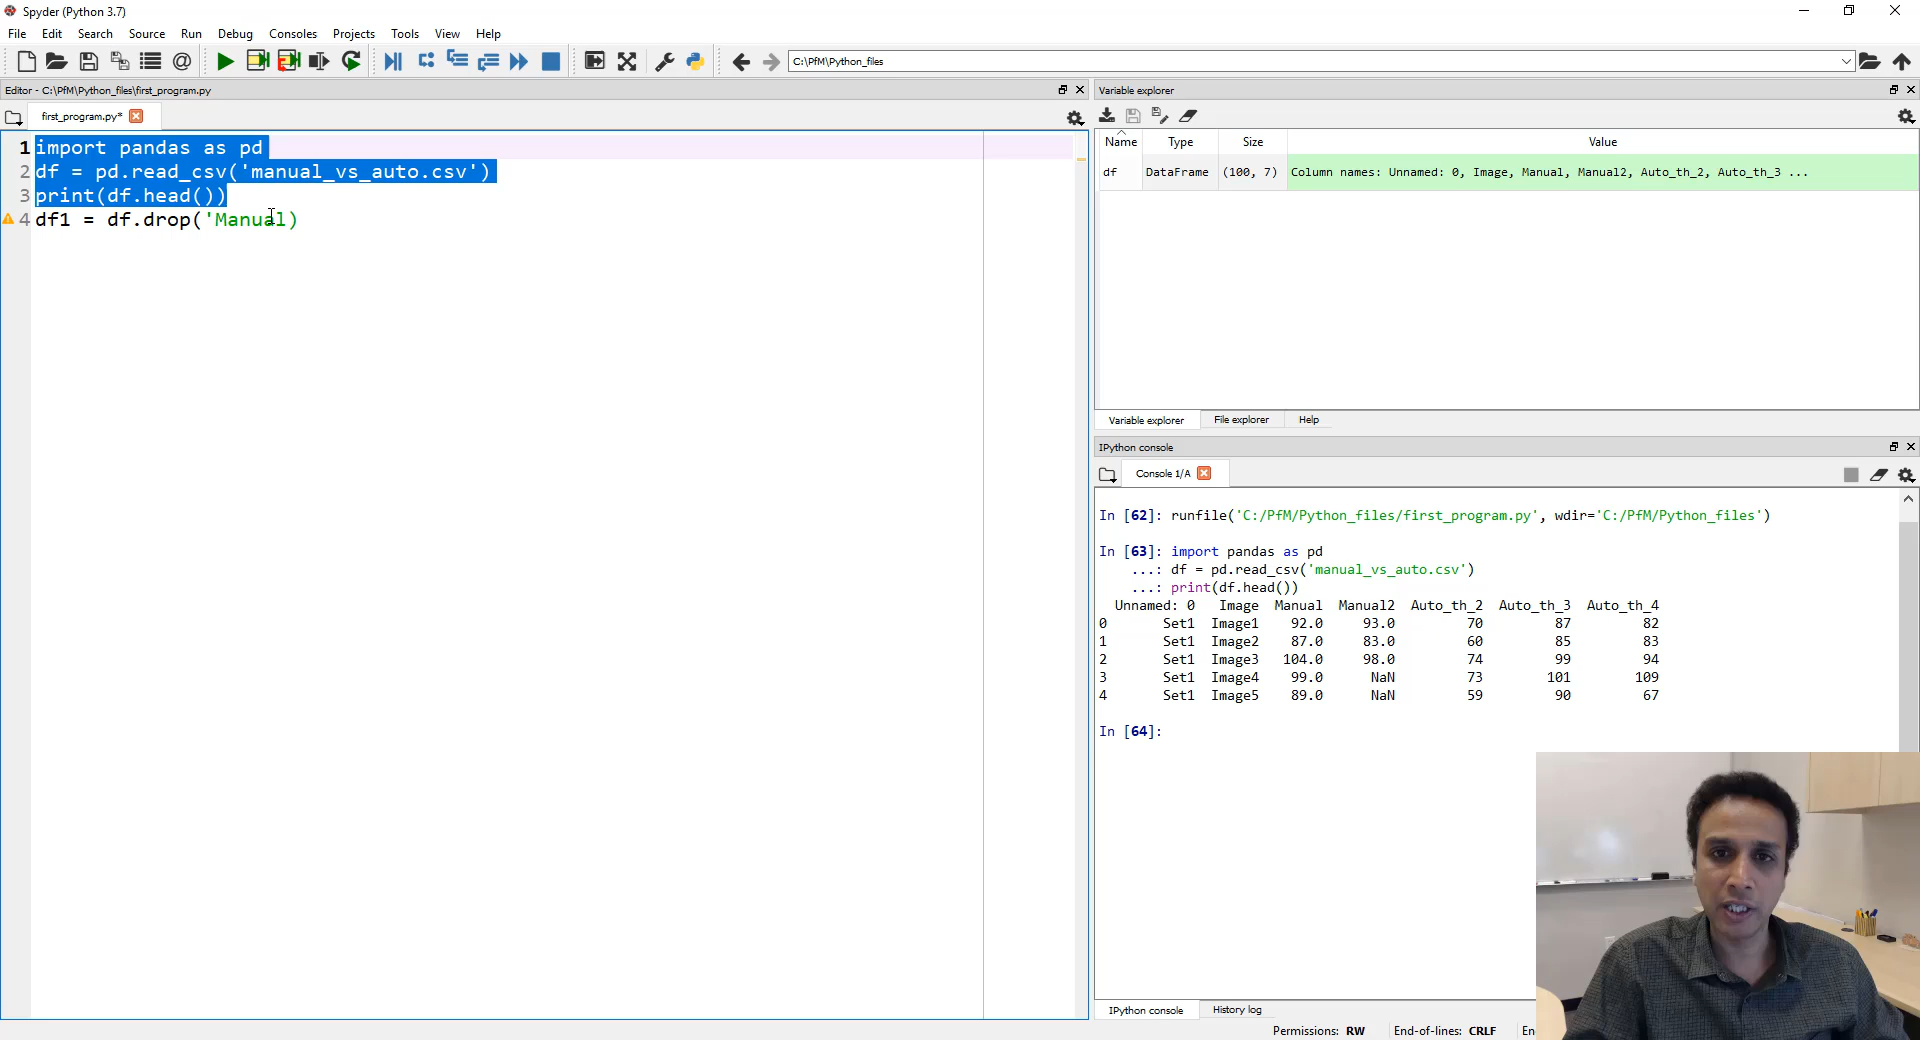 Spyder (Python 3.7)
File Edit Search Source Run Debug Consoles Projects Tools View Help
C:\PfM\Python_files
Editor - C:\PfM\Python_files\first_program.py
first_program.py*
1 import pandas as pd
2 df = pd.read_csv('manual_vs_auto.csv')
3 print(df.head())
4 df1 = df.drop('Manual)
Variable explorer
Name Type Size Value
df DataFrame (100, 7) Column names: Unnamed: 0, Image, Manual, Manual2, Auto_th_2, Auto_th_3 ...
Variable explorer File explorer Help
IPython console
Console 1/A
In [62]: runfile('C:/PfM/Python_files/first_program.py', wdir='C:/PfM/Python_files')
In [63]: import pandas as pd
...: df = pd.read_csv('manual_vs_auto.csv')
...: print(df.head())
Unnamed: 0 Image Manual Manual2 Auto_th_2 Auto_th_3 Auto_th_4
0 Set1 Image1 92.0 93.0 70 87 82
1 Set1 Image2 87.0 83.0 60 85 83
2 Set1 Image3 104.0 98.0 74 99 94
3 Set1 Image4 99.0 NaN 73 101 109
4 Set1 Image5 89.0 NaN 59 90 67
In [64]:
IPython console History log
Permissions: RW End-of-lines: CRLF En